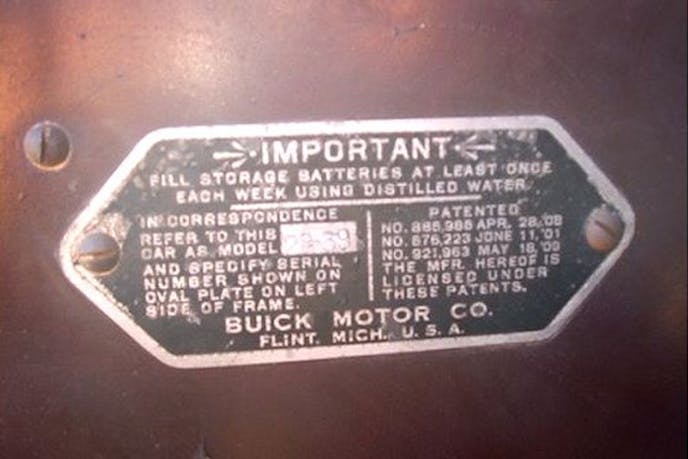 IMPORTANT
FILL STORAGE BATTERIES AT LEAST ONCE
EACH WEEK USING DISTILLED WATER.
IN CORRESPONDENCE
REFER TO THIS
CAR AS MODEL 29-39
AND SPECIFY SERIAL
NUMBER SHOWN ON
OVAL PLATE ON LEFT
SIDE OF FRAME.
PATENTED
NO. 885,986 APR. 28,'08
NO. 676,223 JUNE 11,'01
NO. 921,963 MAY 18,'09
THE MFR. HEREOF IS
LICENSED UNDER
THESE PATENTS.
BUICK MOTOR CO.
FLINT. MICH., U. S. A.